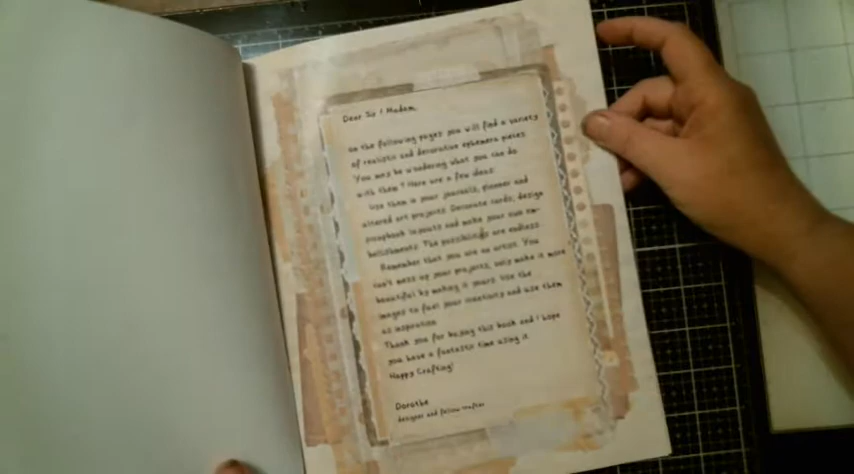 Dear Sir / Madam,
on the following pages you will find a variety
of realistic and decorative ephemera pieces.
You may be wondering what you can do
with them? Here are a few ideas:
Use them in your journals, planner and
altered art projects. Decorate cards, design
scrapbook layouts and make your own em-
bellishments. The possibilities are endless
Remember that you are an artist. You
can't mess up your projects, only make it more
beautiful by making it yours. Use the
images to fuel your creativity and use them
as inspiration.
Thank you for buying this book and I hope
you have a fantastic time using it.
Happy Crafting!
Dorothe
designer and fellow crafter